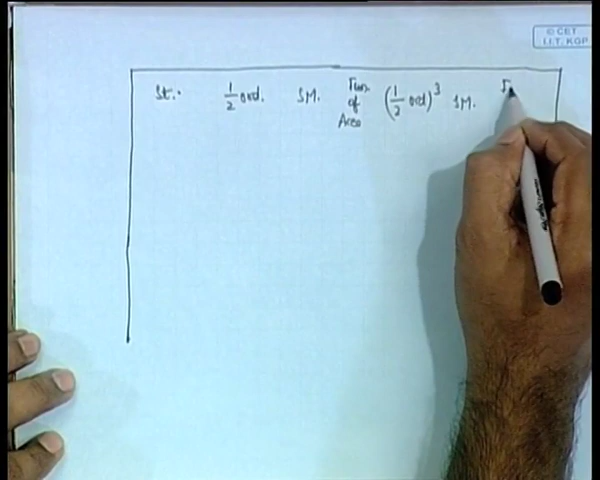 © CET
I.I.T. KGP
St. 1/2 ord. SM. Fun. of Area (1/2 ord)^3 SM. F